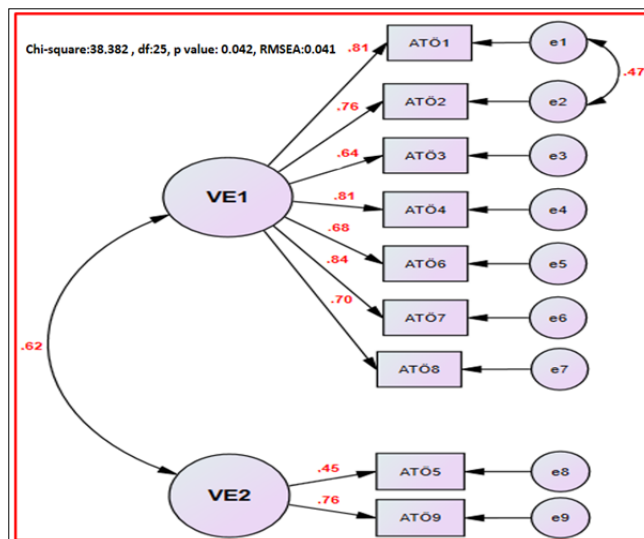 Chi-square:38.382 , df:25, p value: 0.042, RMSEA:0.041
.81
ATÖ1
e1
.47
.76
ATÖ2
e2
.64
ATÖ3
e3
VE1
.81
ATÖ4
e4
.68
ATÖ6
e5
.84
ATÖ7
e6
.70
ATÖ8
e7
.62
.45
ATÖ5
e8
VE2
.76
ATÖ9
e9